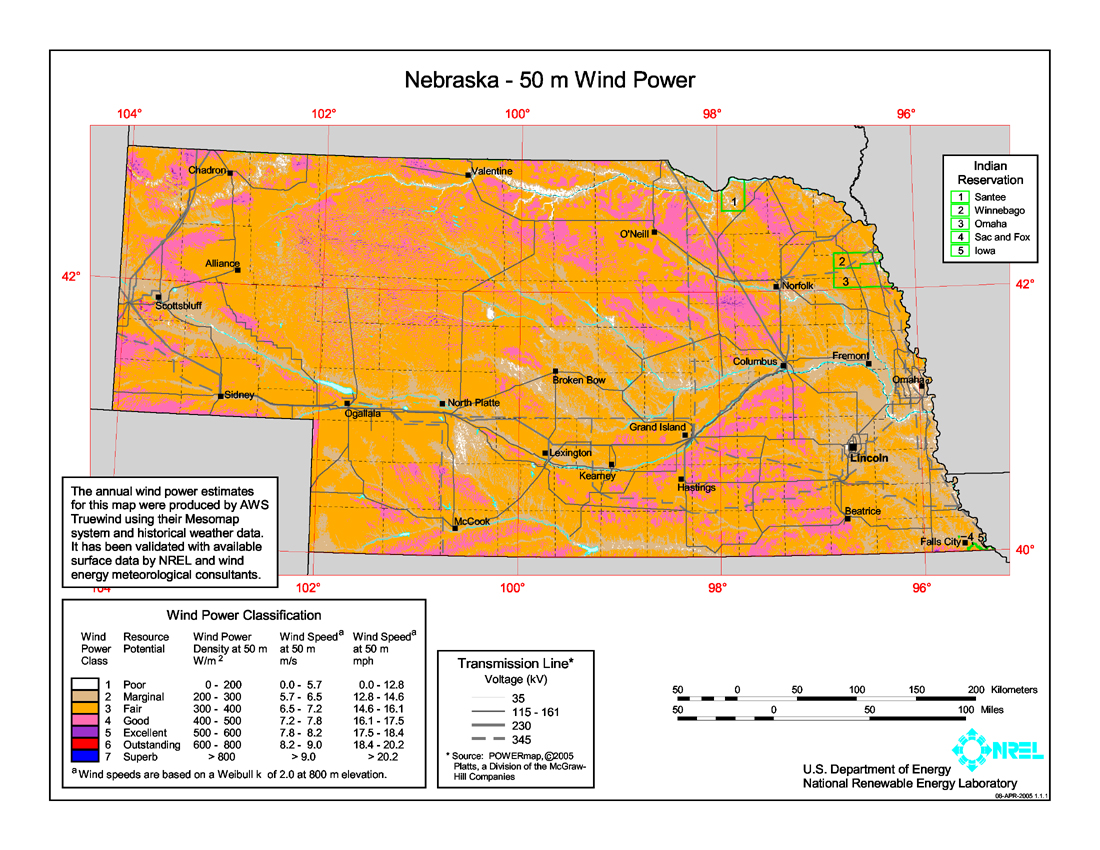 Nebraska - 50 m Wind Power
104° 102° 100° 98° 96°
Indian
Reservation
1 Santee
2 Winnebago
3 Omaha
4 Sac and Fox
5 Iowa
Chadron
Valentine
1
O'Neill
2
Alliance
42°
42°
3
Norfolk
Scottsbluff
Columbus
Fremont
Omaha
Broken Bow
Sidney
North Platte
Ogallala
Grand Island
Lexington
Lincoln
Kearney
Hastings
Beatrice
McCook
Falls City
4 5
40°
The annual wind power estimates
for this map were produced by AWS
Truewind using their Mesomap
system and historical weather data.
It has been validated with available
surface data by NREL and wind
energy meteorological consultants.
104 102° 100° 98° 96°
Wind Power Classification
Wind Resource Wind Power Wind Speed a Wind Speed a
Power Potential Density at 50 m at 50 m at 50 m
Class W/m 2 m/s mph
1 Poor 0 - 200 0.0 - 5.7 0.0 - 12.8
2 Marginal 200 - 300 5.7 - 6.5 12.8 - 14.6
3 Fair 300 - 400 6.5 - 7.2 14.6 - 16.1
4 Good 400 - 500 7.2 - 7.8 16.1 - 17.5
5 Excellent 500 - 600 7.8 - 8.2 17.5 - 18.4
6 Outstanding 600 - 800 8.2 - 9.0 18.4 - 20.2
7 Superb > 800 > 9.0 > 20.2
a Wind speeds are based on a Weibull k of 2.0 at 800 m elevation.
Transmission Line*
Voltage (kV)
35
115 - 161
230
345
* Source: POWERmap, ©2005
Platts, a Division of the McGraw-
Hill Companies
50 0 50 100 150 200 Kilometers
50 0 50 100 Miles
NREL
U.S. Department of Energy
National Renewable Energy Laboratory
06-APR-2005 1.1.1